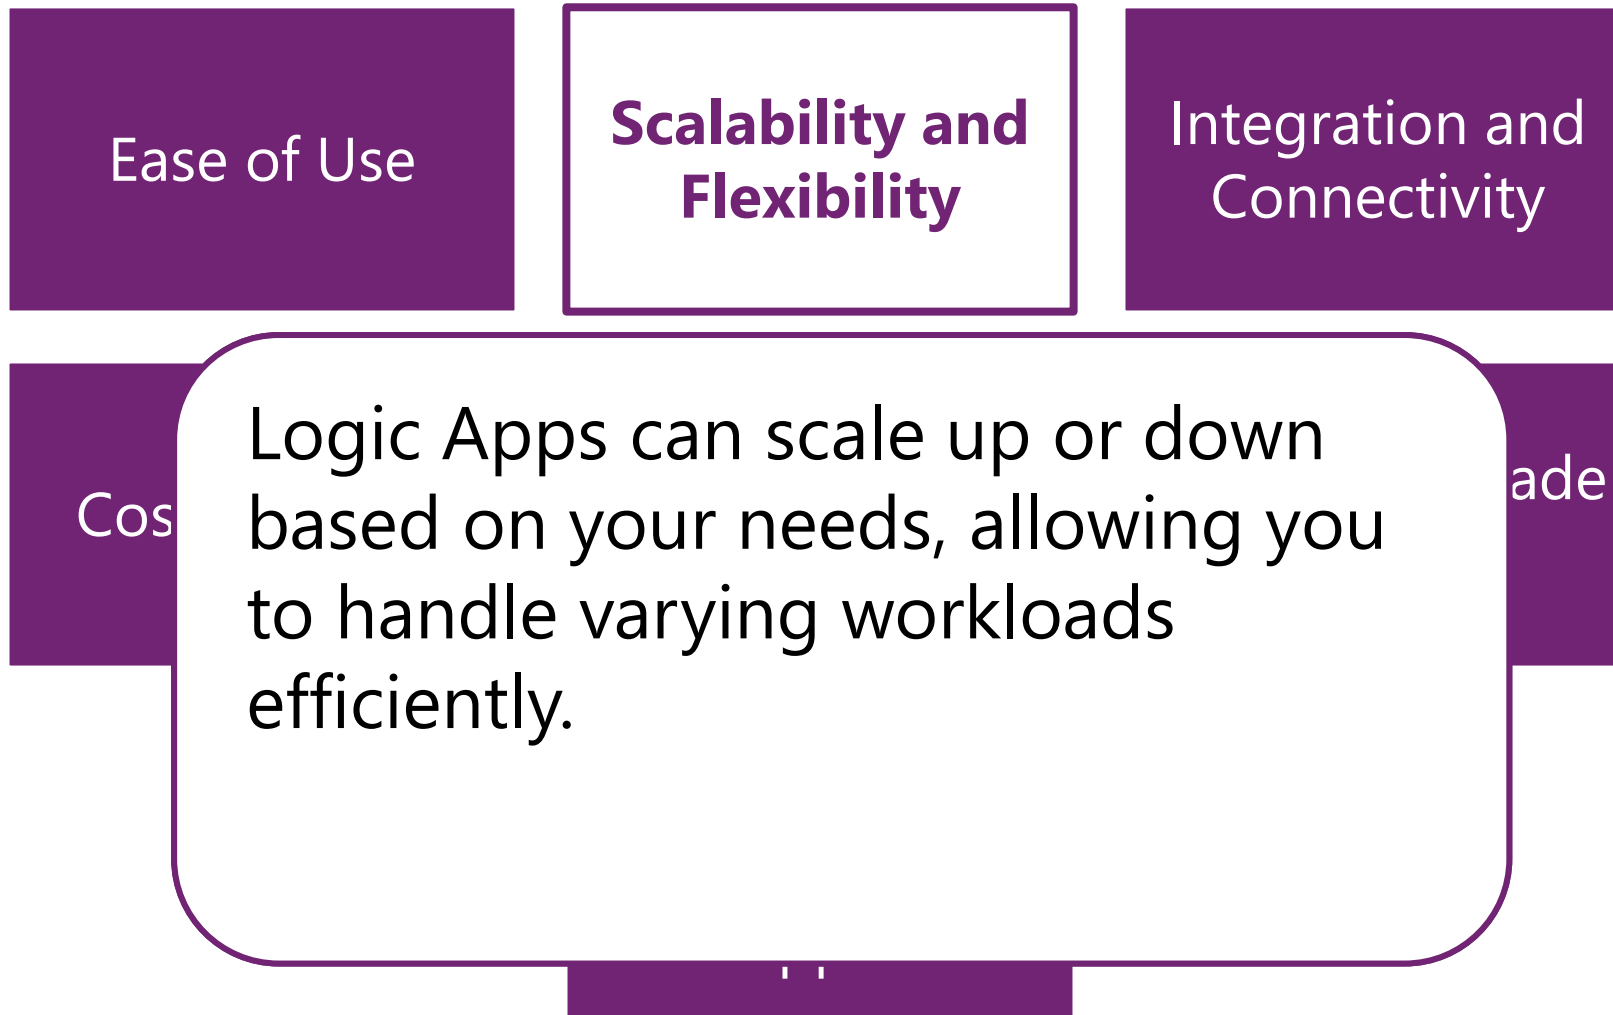 Ease of Use
Scalability and
Flexibility
Integration and
Connectivity
Logic Apps can scale up or down
based on your needs, allowing you
to handle varying workloads
efficiently.